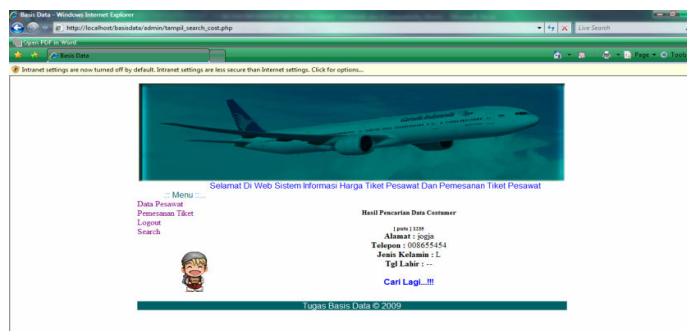 Basis Data - Windows Internet Explorer
http://localhost/basisdata/admin/tampil_search_cost.php
Live Search
Open PDF in Word
Basis Data
Page
Tools
Intranet settings are now turned off by default. Intranet settings are less secure than Internet settings. Click for options...
Garuda Indonesia
Selamat Di Web Sistem Informasi Harga Tiket Pesawat Dan Pemesanan Tiket Pesawat
.:: Menu ::...
Data Pesawat
Pemesanan Tiket
Logout
Search
Hasil Pencarian Data Costumer
Alamat : jogja
Telepon : 008655454
Jenis Kelamin : L
Tgl Lahir : --
Cari Lagi...!!!
Tugas Basis Data © 2009